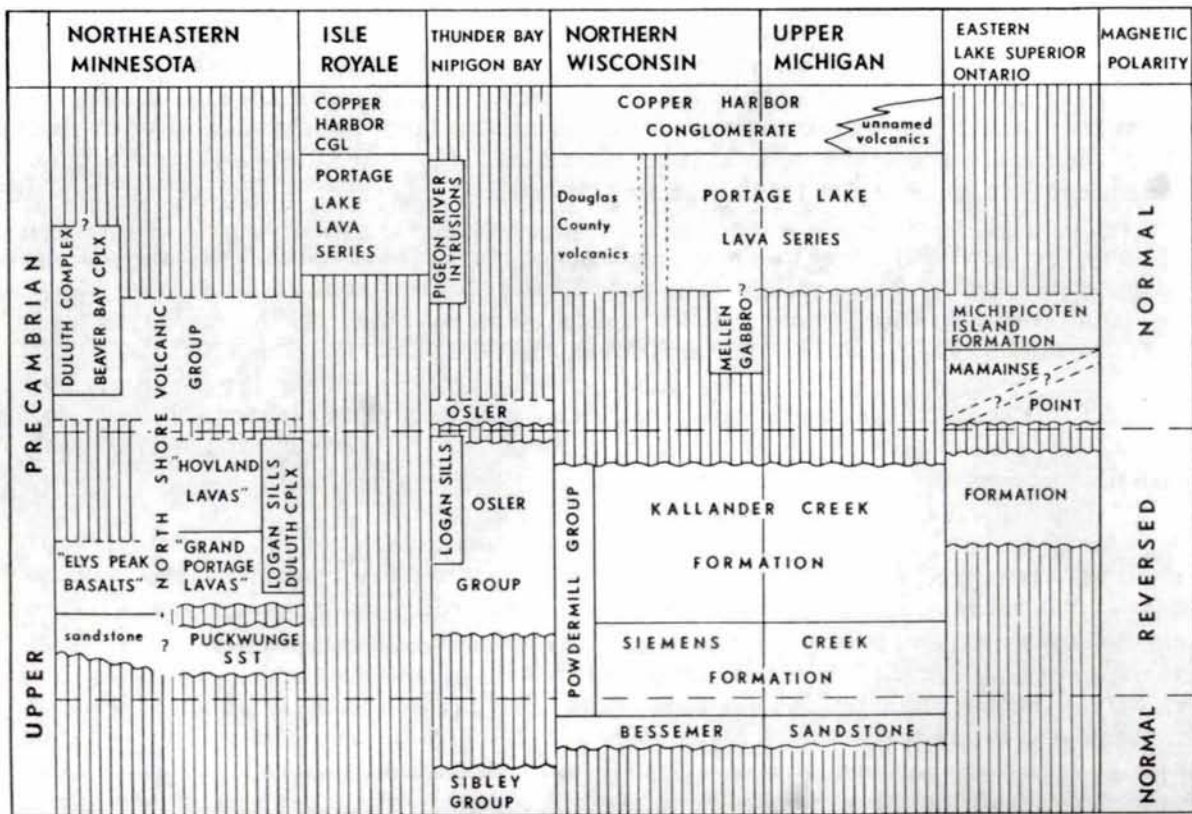 NORTHEASTERN
MINNESOTA
ISLE
ROYALE
THUNDER BAY
NIPIGON BAY
NORTHERN
WISCONSIN
UPPER
MICHIGAN
EASTERN
LAKE SUPERIOR
ONTARIO
MAGNETIC
POLARITY
UPPER PRECAMBRIAN
?
DULUTH COMPLEX
BEAVER BAY CPLX
NORTH SHORE VOLCANIC
GROUP
"HOVLAND
LAVAS"
LOGAN SILLS
DULUTH CPLX
"ELYS PEAK
BASALTS"
"GRAND
PORTAGE
LAVAS"
sandstone
?
PUCKWUNGE
SST
COPPER
HARBOR
CGL
PORTAGE
LAKE
LAVA
SERIES
PIGEON RIVER
INTRUSIONS
OSLER
LOGAN SILLS
OSLER
GROUP
SIBLEY
GROUP
COPPER HARBOR
CONGLOMERATE
unnamed
volcanics
Douglas
County
volcanics
PORTAGE LAKE
LAVA SERIES
?
MELLEN
GABBRO
POWDERMILL GROUP
KALLANDER CREEK
FORMATION
SIEMENS CREEK
FORMATION
BESSEMER SANDSTONE
MICHIPICOTEN
ISLAND
FORMATION
MAMAINSE
?
?
POINT
FORMATION
NORMAL
REVERSED
NORMAL